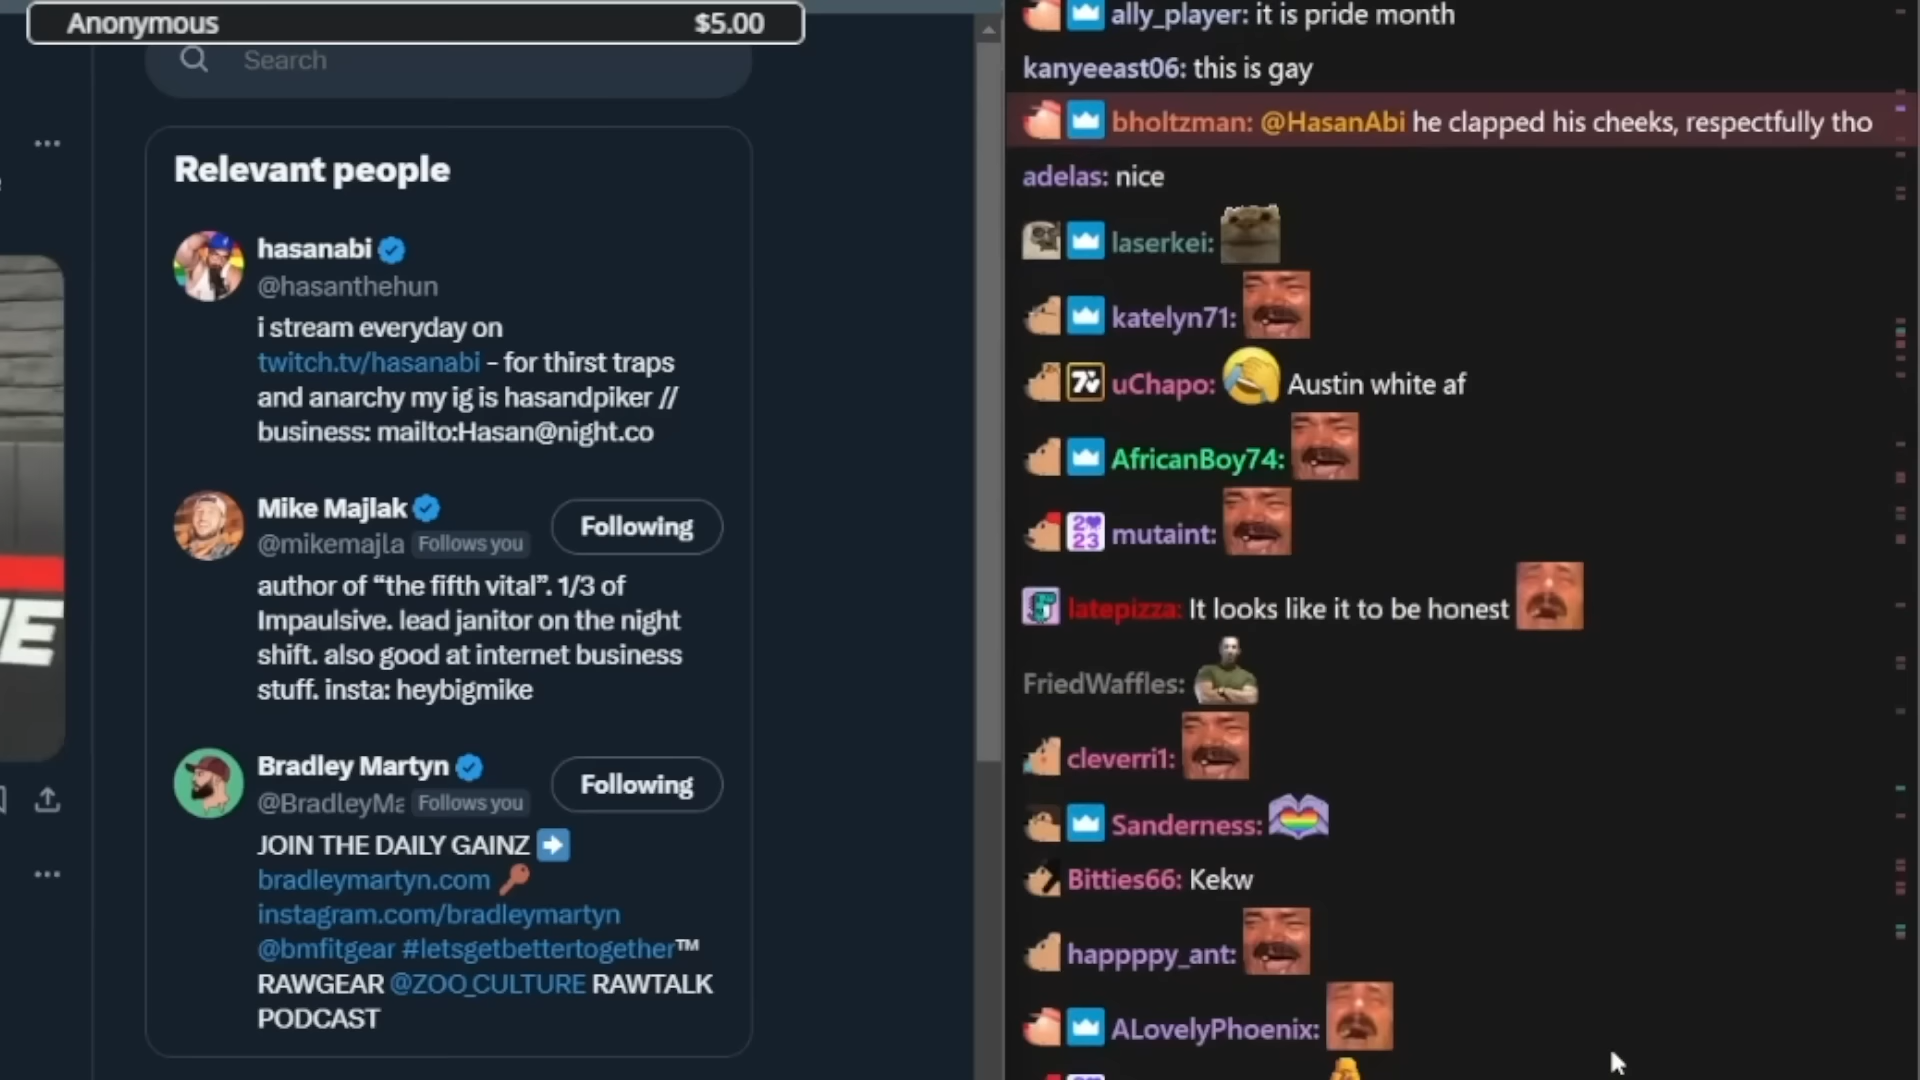 Anonymous $5.00
Search
Relevant people
hasanabi
@hasanthehun
i stream everyday on
twitch.tv/hasanabi - for thirst traps
and anarchy my ig is hasandpiker //
business: mailto:Hasan@night.co
Mike Majlak
@mikemajla Follows you
Following
author of “the fifth vital”. 1/3 of
Impaulsive. lead janitor on the night
shift. also good at internet business
stuff. insta: heybigmike
Bradley Martyn
@BradleyMa Follows you
Following
JOIN THE DAILY GAINZ
bradleymartyn.com
instagram.com/bradleymartyn
@bmfitgear #letsgetbettertogether™
RAWGEAR @ZOO_CULTURE RAWTALK
PODCAST
ally_player: it is pride month
kanyeeast06: this is gay
bholtzman: @HasanAbi he clapped his cheeks, respectfully tho
adelas: nice
laserkei:
katelyn71:
uChapo: Austin white af
AfricanBoy74:
mutaint:
latepizza: It looks like it to be honest
FriedWaffles:
cleverri1:
Sanderness:
Bitties66: Kekw
happppy_ant:
ALovelyPhoenix: